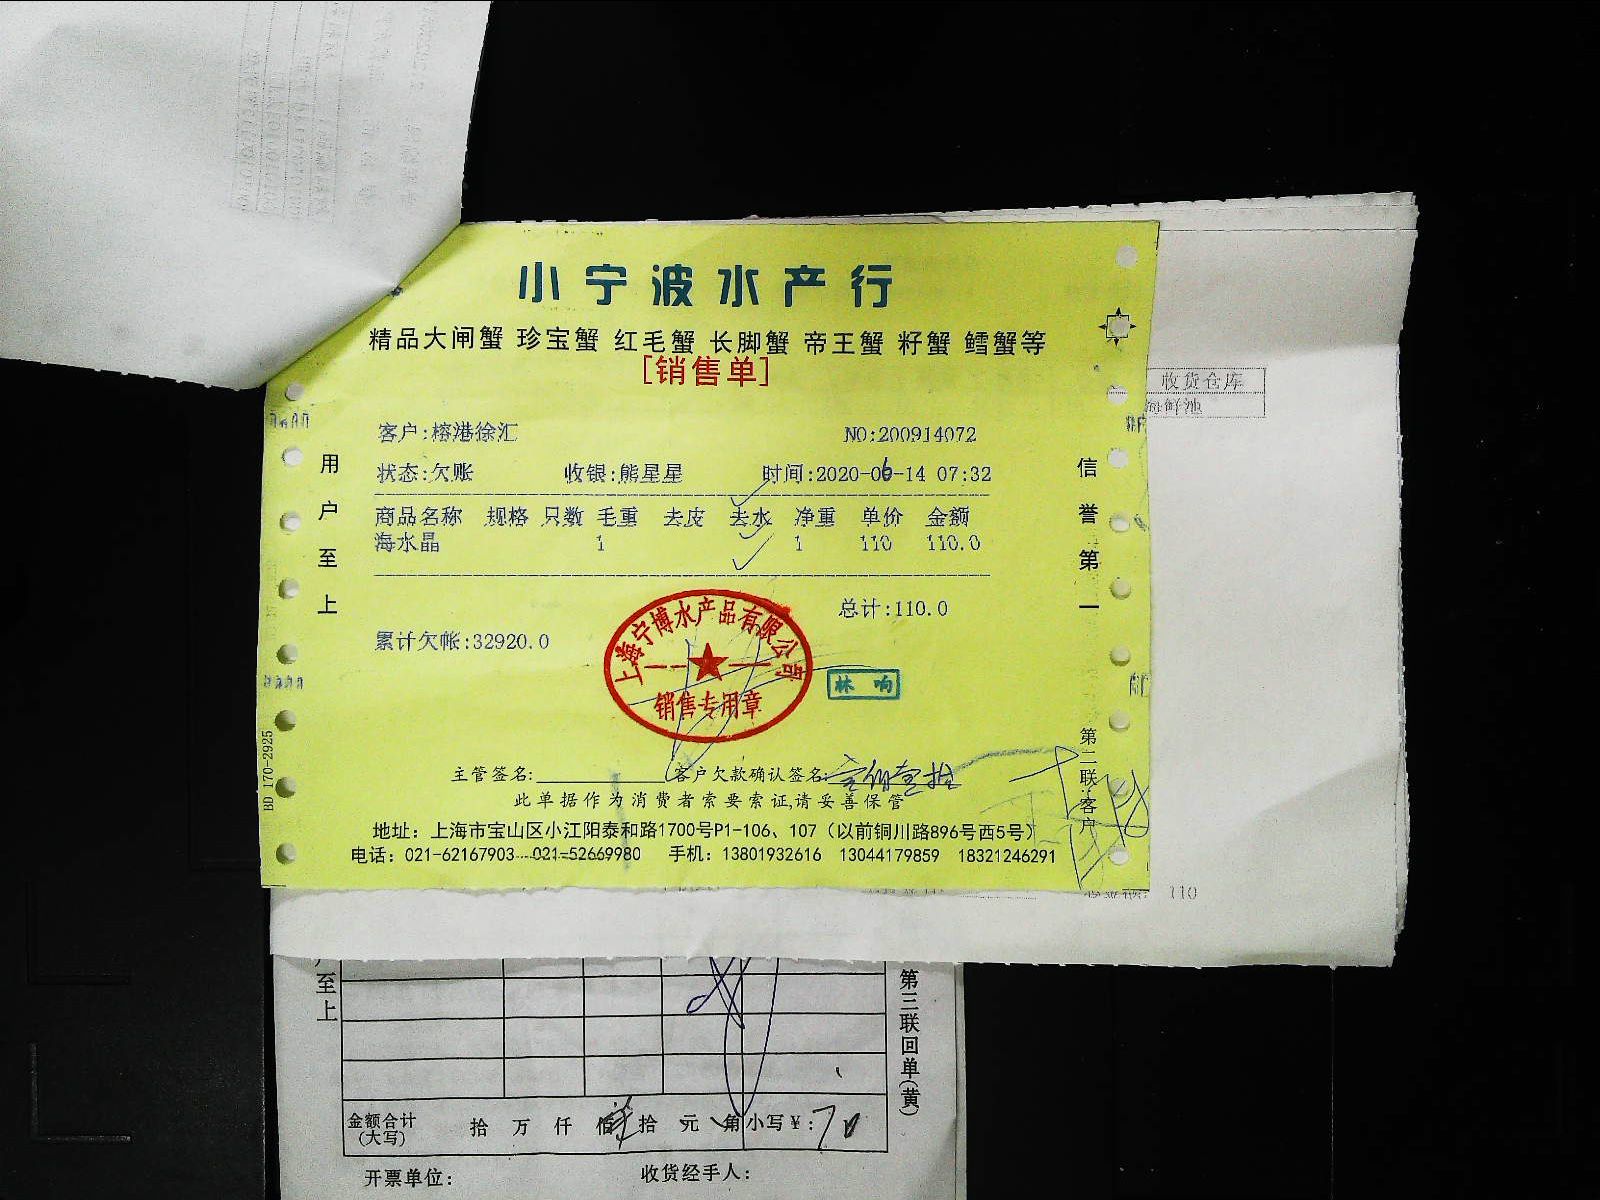 小宁波水产行
精品大闸蟹 珍宝蟹 红毛蟹 长脚蟹 帝王蟹 籽蟹 鳕蟹等
[销售单]
客户:榕港徐汇 NO:200914072
状态:欠账 收银:熊星星 时间:2020-06-14 07:32
商品名称 规格 只数 毛重 去皮 去水 净重 单价 金额
海水晶 1 1 110 110.0
总计:110.0
累计欠帐:32920.0
上海宁博水产品有限公司
销售专用章
林响
主管签名: 客户欠款确认签名:
此单据作为消费者索要索证,请妥善保管
地址：上海市宝山区小江阳泰和路1700号P1-106、107（以前铜川路896号西5号）
电话：021-62167903 021-52669980 手机：13801932616 13044179859 18321246291
用户至上
信誉第一
第二联:客户
BD 170-2925
收货仓库
海鲜池
110
至上
第三联回单(黄)
金额合计
(大写)
拾 万 仟 佰 拾 元 角 小写¥: 70
开票单位: 收货经手人: